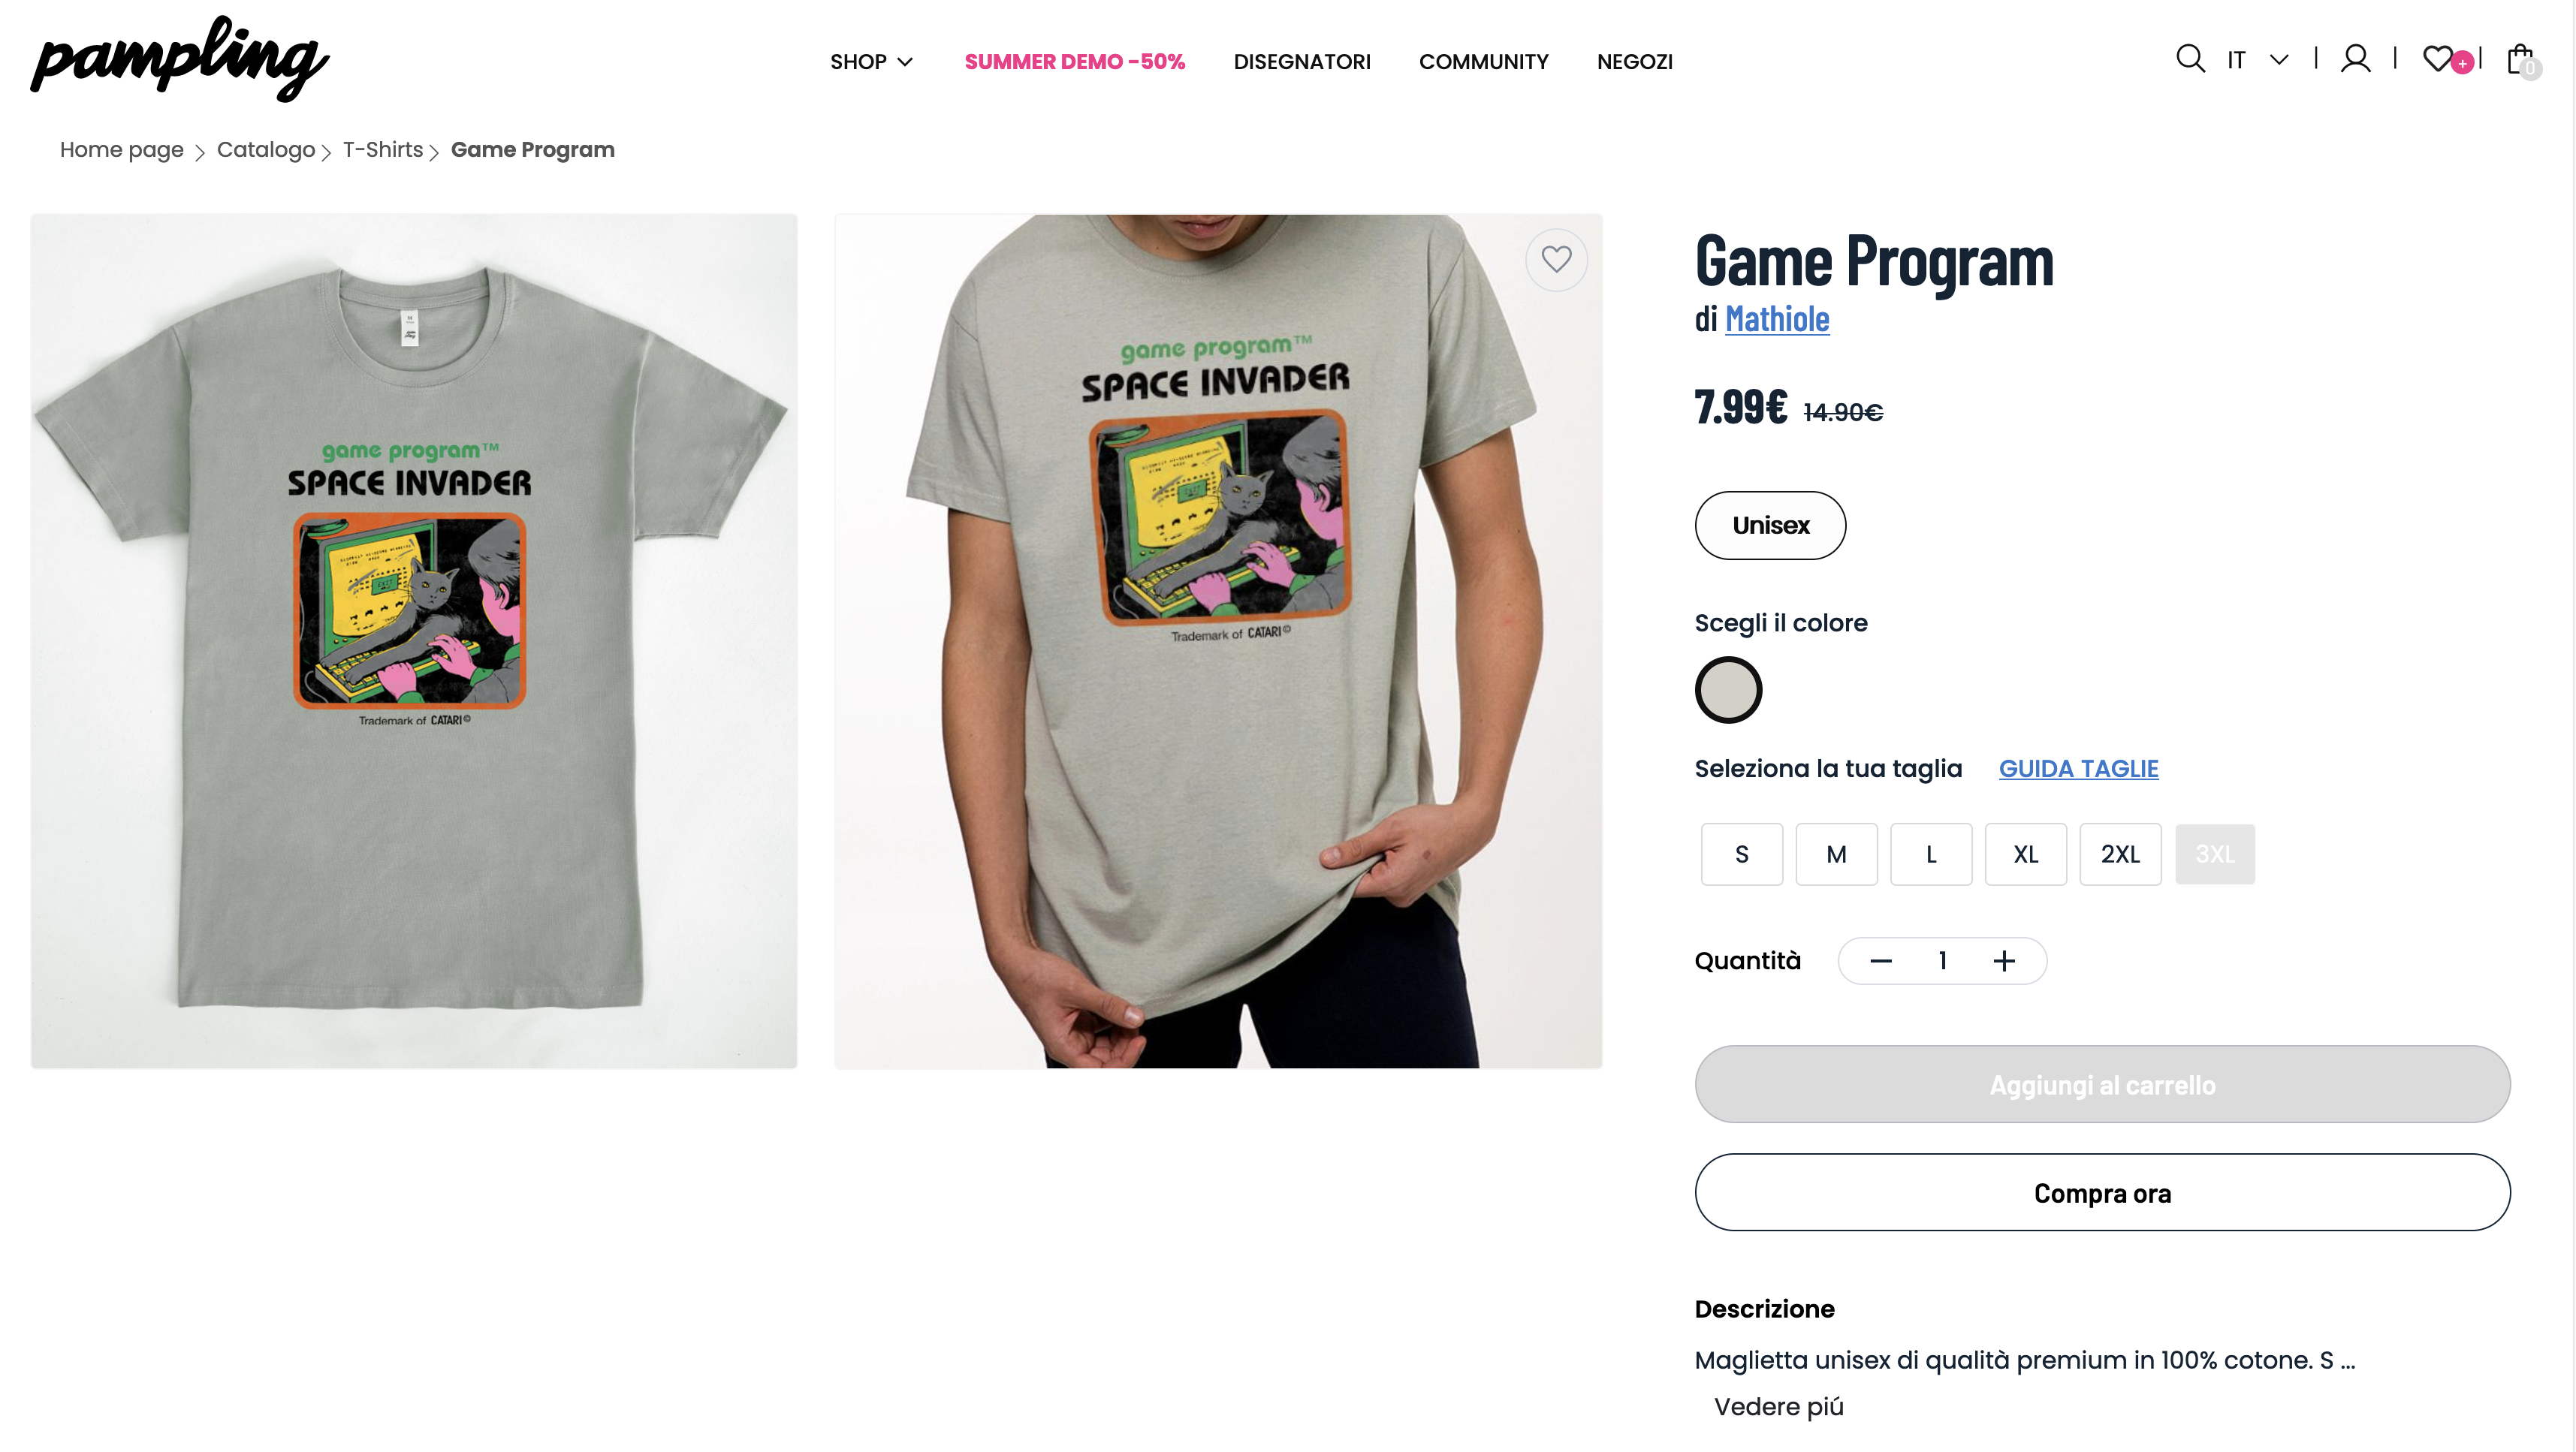 pampling
SHOP
SUMMER DEMO -50%
DISEGNATORI
COMMUNITY
NEGOZI
IT
+
0
Home page
Catalogo
T-Shirts
Game Program
game program™
SPACE INVADER
Trademark of CATARI©
game program™
SPACE INVADER
Trademark of CATARI©
Game Program
di Mathiole
7.99€ 14.90€
Unisex
Scegli il colore
Seleziona la tua taglia GUIDA TAGLIE
S M L XL 2XL 3XL
Quantità 1
Aggiungi al carrello
Compra ora
Descrizione
Maglietta unisex di qualità premium in 100% cotone. S ...
Vedere piú